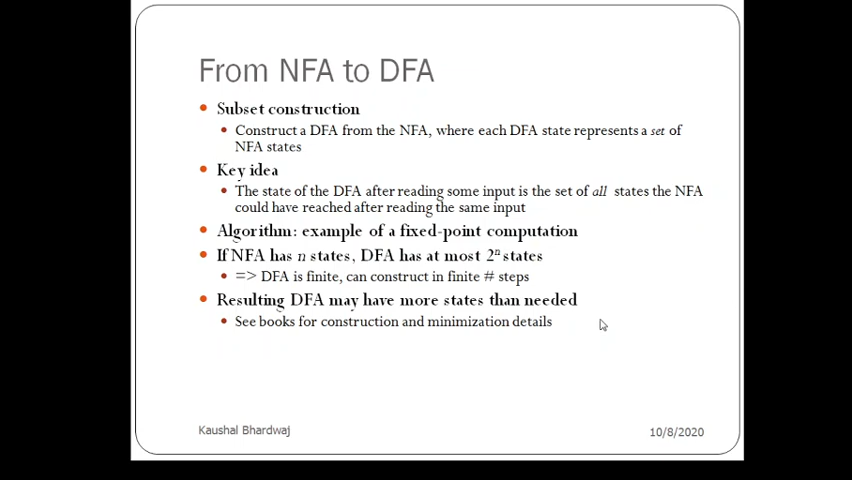 From NFA to DFA
Subset construction
Construct a DFA from the NFA, where each DFA state represents a set of
NFA states
Key idea
The state of the DFA after reading some input is the set of all states the NFA
could have reached after reading the same input
Algorithm: example of a fixed-point computation
If NFA has n states, DFA has at most 2ⁿ states
=> DFA is finite, can construct in finite # steps
Resulting DFA may have more states than needed
See books for construction and minimization details
Kaushal Bhardwaj
10/8/2020